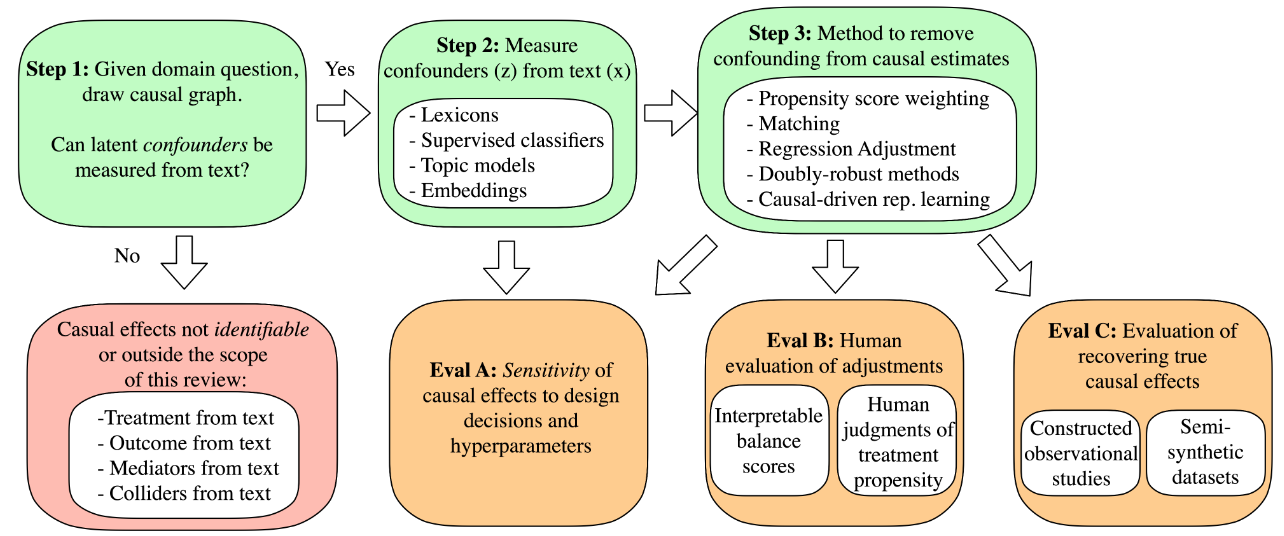 Step 1: Given domain question,
draw causal graph.
Can latent confounders be
measured from text?
Yes
Step 2: Measure
confounders (z) from text (x)
- Lexicons
- Supervised classifiers
- Topic models
- Embeddings
Step 3: Method to remove
confounding from causal estimates
- Propensity score weighting
- Matching
- Regression Adjustment
- Doubly-robust methods
- Causal-driven rep. learning
No
Casual effects not identifiable
or outside the scope
of this review:
-Treatment from text
- Outcome from text
- Mediators from text
- Colliders from text
Eval A: Sensitivity of
causal effects to design
decisions and
hyperparameters
Eval B: Human
evaluation of adjustments
Interpretable
balance
scores
Human
judgments of
treatment
propensity
Eval C: Evaluation of
recovering true
causal effects
Constructed
observational
studies
Semi-
synthetic
datasets